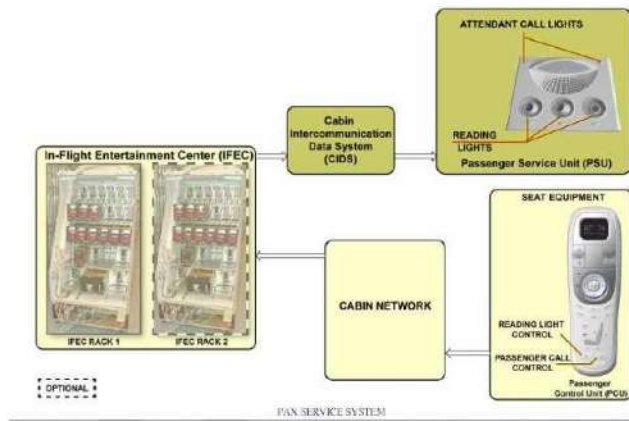 ATTENDANT CALL LIGHTS
READING
LIGHTS
Passenger Service Unit (PSU)
Cabin
Intercommunication
Data System
(CIDS)
In-Flight Entertainment Center (IFEC)
IFEC RACK 1
IFEC RACK 2
CABIN NETWORK
SEAT EQUIPMENT
READING LIGHT
CONTROL
PASSENGER CALL
CONTROL
Passenger
Control Unit (PCU)
OPTIONAL
PAX SERVICE SYSTEM